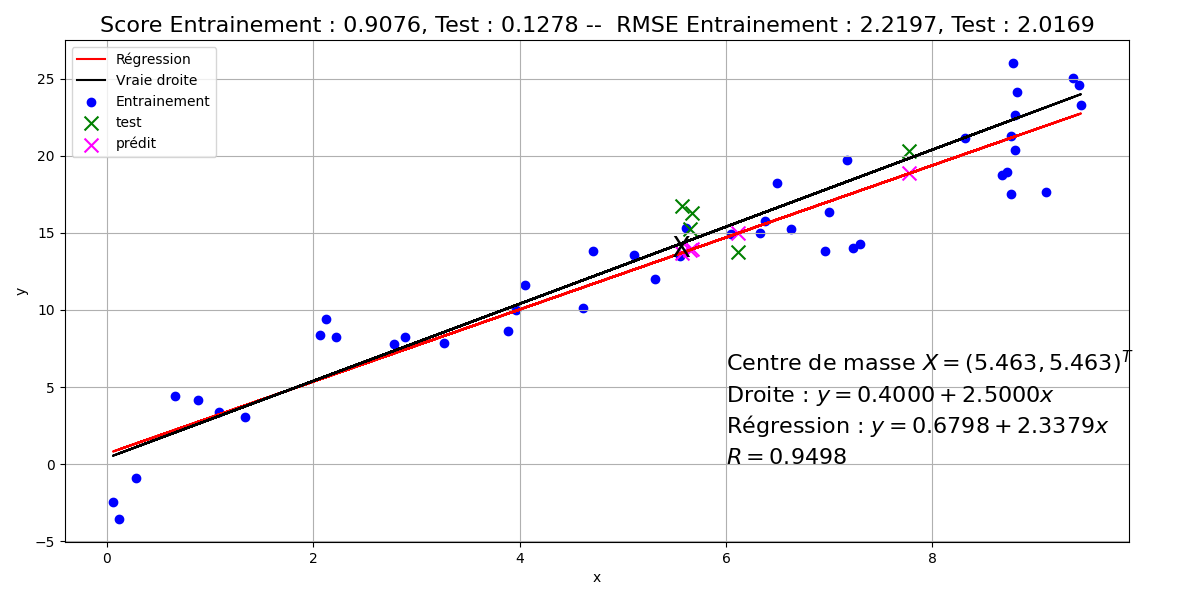 Score Entrainement : 0.9076, Test : 0.1278 --  RMSE Entrainement : 2.2197, Test : 2.0169
Régression
Vraie droite
Entrainement
test
prédit
25
20
15
10
5
0
−5
y
Centre de masse X = (5.463, 5.463)^T
Droite : y = 0.4000 + 2.5000x
Régression : y = 0.6798 + 2.3379x
R = 0.9498
0 2 4 6 8
x